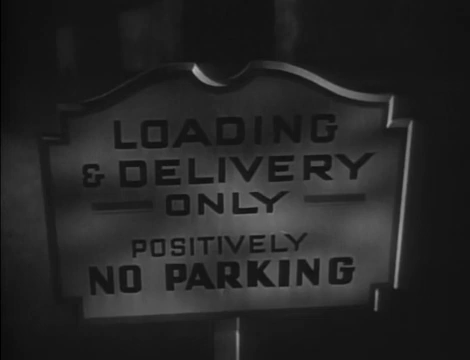 LOADING
& DELIVERY
ONLY
POSITIVELY
NO PARKING